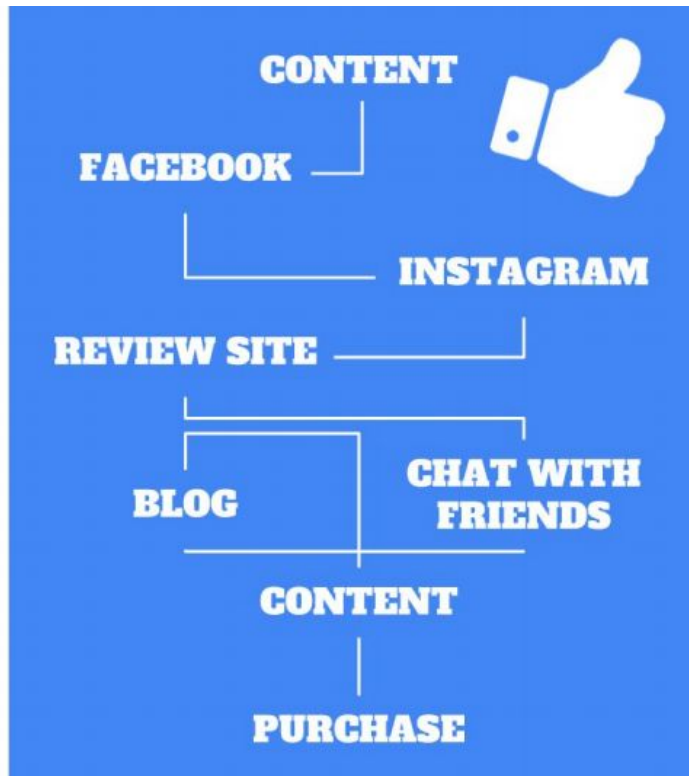 CONTENT
FACEBOOK
INSTAGRAM
REVIEW SITE
BLOG
CHAT WITH
FRIENDS
CONTENT
PURCHASE